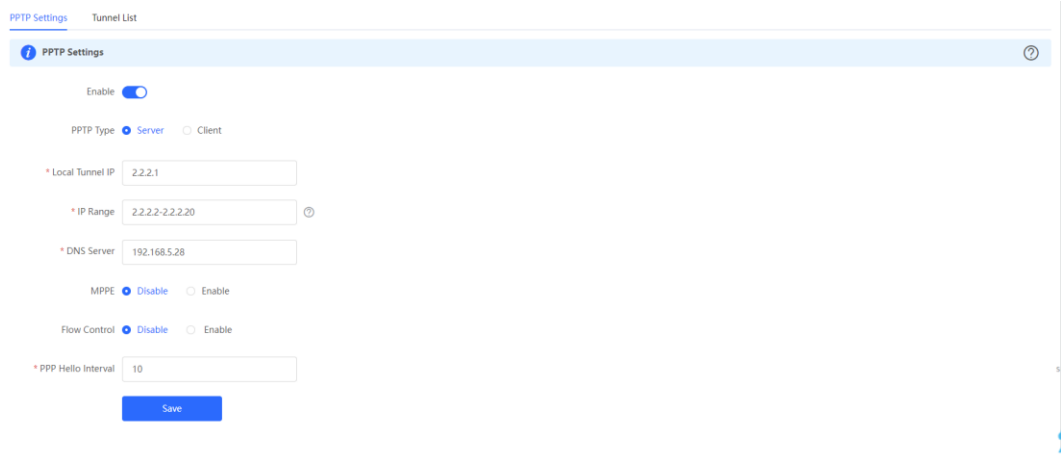 PPTP Settings Tunnel List
i PPTP Settings ?
Enable
PPTP Type Server Client
* Local Tunnel IP 2.2.2.1
* IP Range 2.2.2.2-2.2.2.20 ?
* DNS Server 192.168.5.28
MPPE Disable Enable
Flow Control Disable Enable
* PPP Hello Interval 10
s
Save